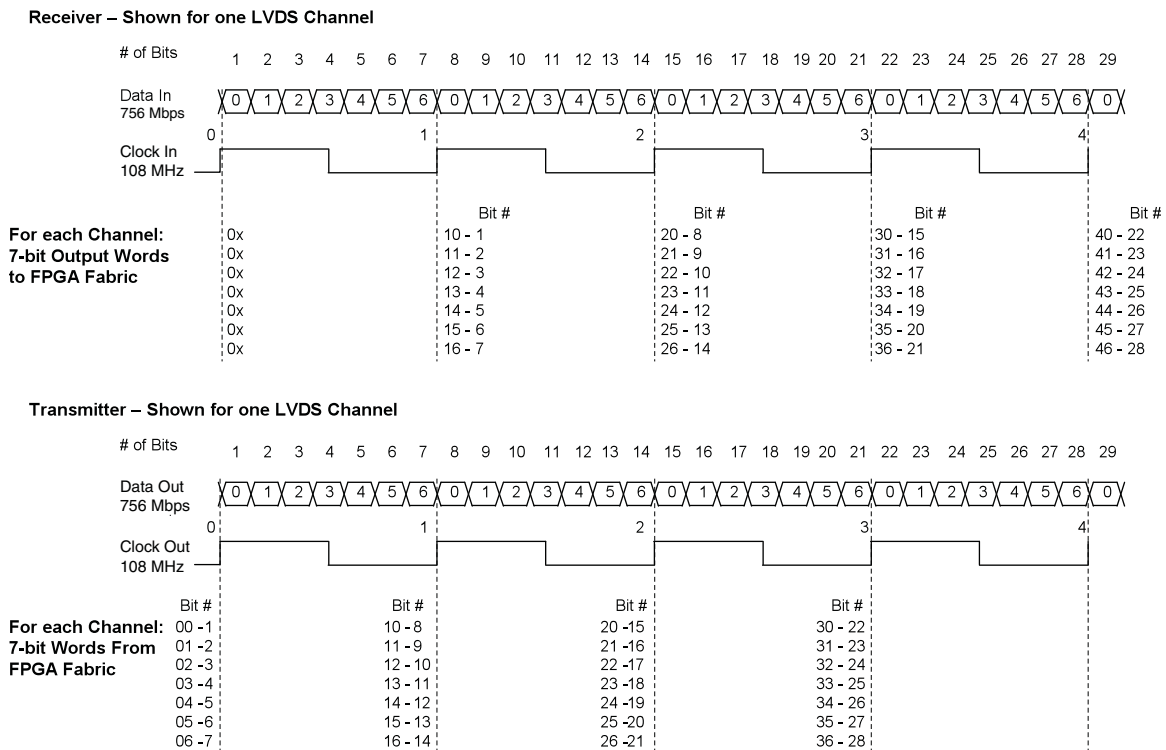 Receiver – Shown for one LVDS Channel
# of Bits 1 2 3 4 5 6 7 8 9 10 11 12 13 14 15 16 17 18 19 20 21 22 23 24 25 26 27 28 29
Data In 0 1 2 3 4 5 6 0 1 2 3 4 5 6 0 1 2 3 4 5 6 0 1 2 3 4 5 6 0
756 Mbps
0 1 2 3 4
Clock In
108 MHz
Bit # Bit # Bit # Bit #
For each Channel: 0x 10 - 1 20 - 8 30 - 15 40 - 22
7-bit Output Words 0x 11 - 2 21 - 9 31 - 16 41 - 23
to FPGA Fabric 0x 12 - 3 22 - 10 32 - 17 42 - 24
0x 13 - 4 23 - 11 33 - 18 43 - 25
0x 14 - 5 24 - 12 34 - 19 44 - 26
0x 15 - 6 25 - 13 35 - 20 45 - 27
0x 16 - 7 26 - 14 36 - 21 46 - 28
Transmitter – Shown for one LVDS Channel
# of Bits 1 2 3 4 5 6 7 8 9 10 11 12 13 14 15 16 17 18 19 20 21 22 23 24 25 26 27 28 29
Data Out 0 1 2 3 4 5 6 0 1 2 3 4 5 6 0 1 2 3 4 5 6 0 1 2 3 4 5 6 0
756 Mbps
0 1 2 3 4
Clock Out
108 MHz
Bit # Bit # Bit # Bit #
For each Channel: 00 -1 10 - 8 20 -15 30 - 22
7-bit Words From 01 -2 11 - 9 21 -16 31 - 23
FPGA Fabric 02 -3 12 - 10 22 -17 32 - 24
03 -4 13 - 11 23 -18 33 - 25
04 -5 14 - 12 24 -19 34 - 26
05 -6 15 - 13 25 -20 35 - 27
06 -7 16 - 14 26 -21 36 - 28